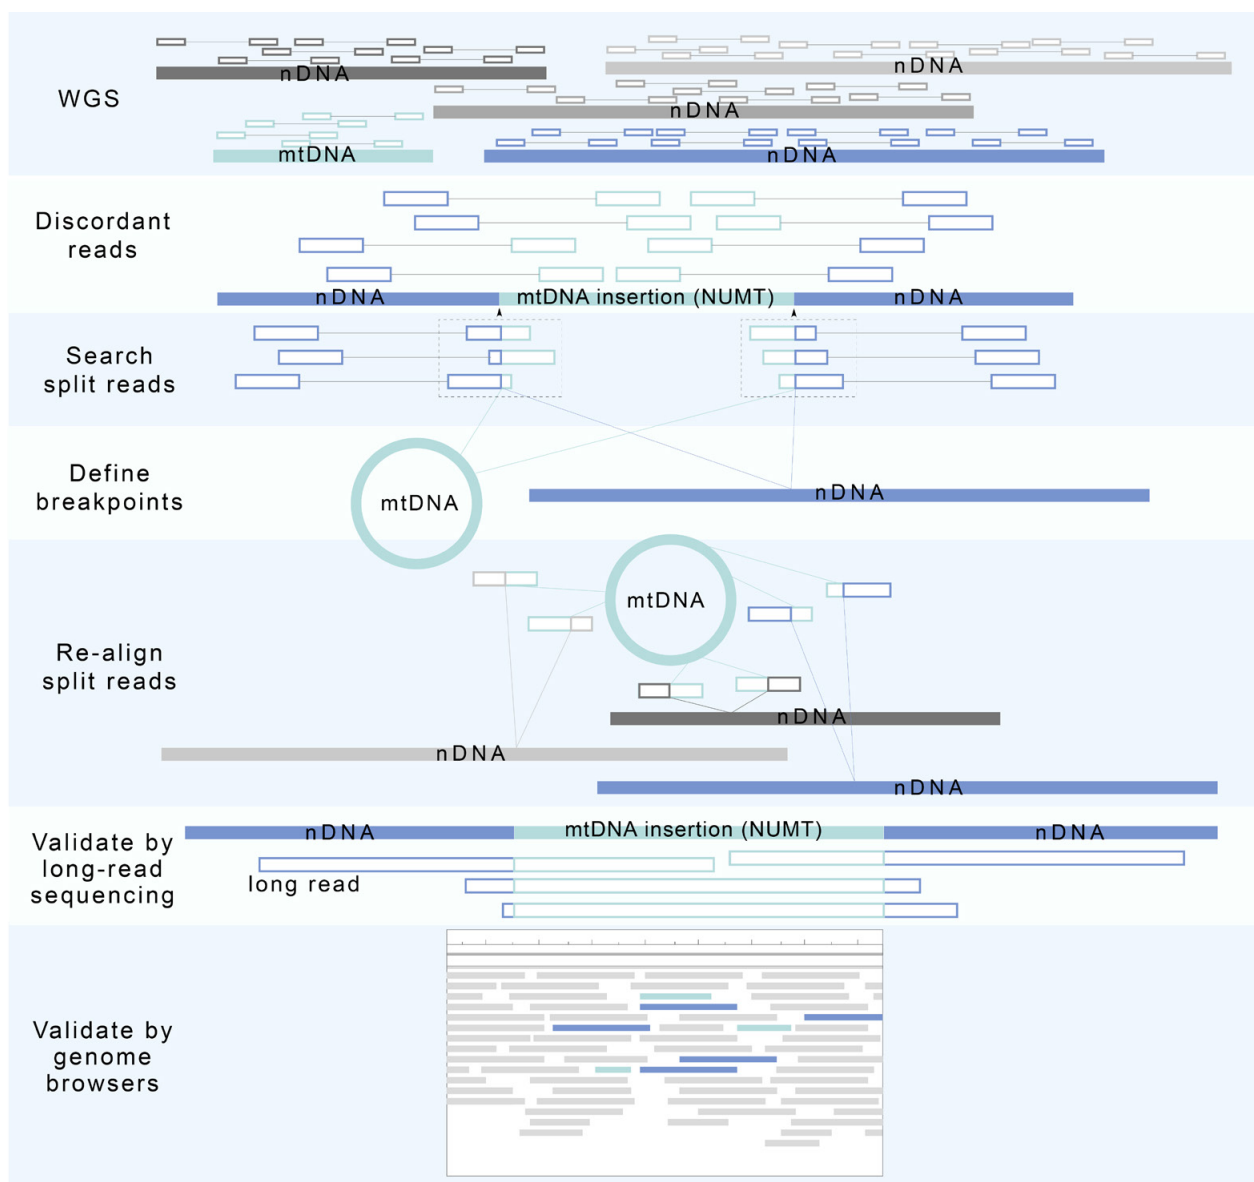 nDNA
nDNA
WGS
nDNA
mtDNA
nDNA
Discordant
reads
nDNA
mtDNA insertion (NUMT)
nDNA
Search
split reads
Define
breakpoints
mtDNA
nDNA
mtDNA
Re-align
split reads
nDNA
nDNA
nDNA
Validate by
long-read
sequencing
nDNA
mtDNA insertion (NUMT)
nDNA
long read
Validate by
genome
browsers